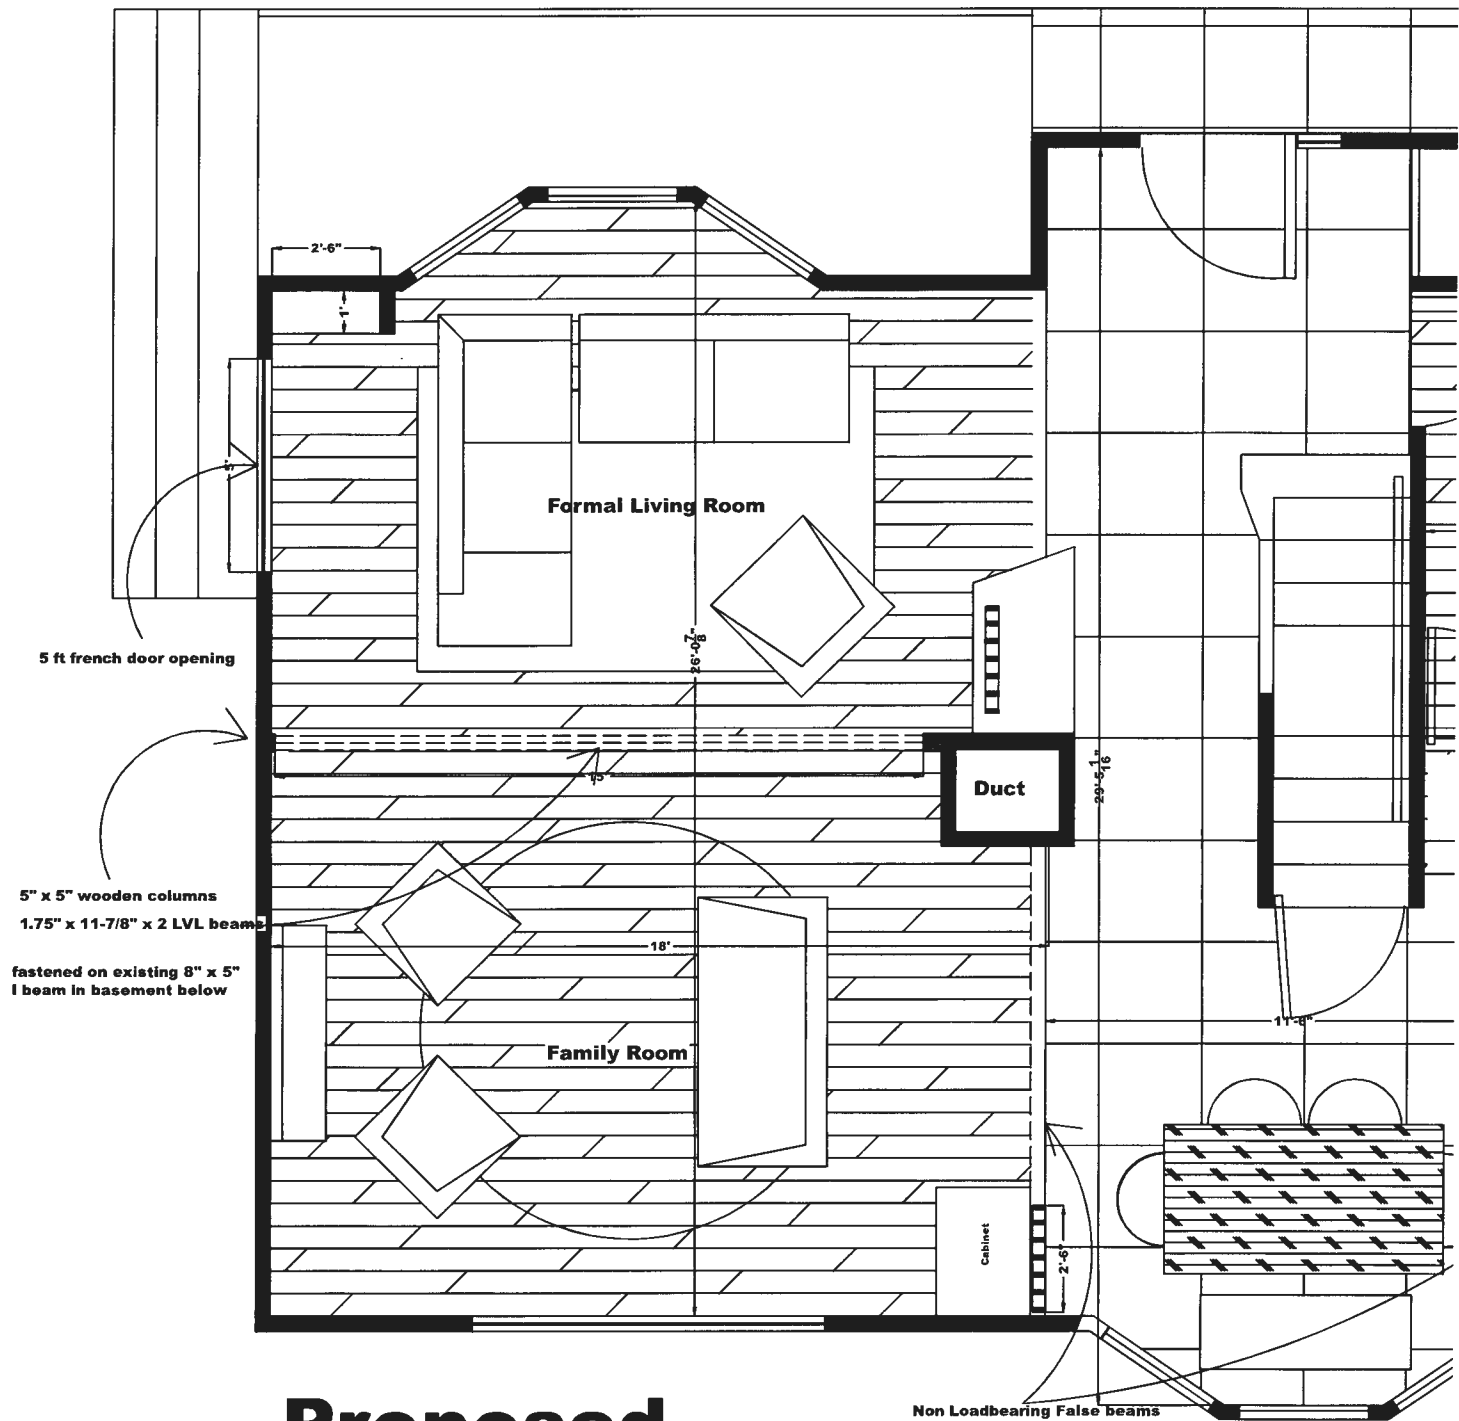 2'-6"
1'
5'
Formal Living Room
5 ft french door opening
26'-0 7/8"
15'
Duct
29'-5 1/16"
5" x 5" wooden columns
1.75" x 11-7/8" x 2 LVL beams
18'
fastened on existing 8" x 5"
I beam in basement below
11'-6"
Family Room
Cabinet
2'-6"
Proposed
Non Loadbearing False beams